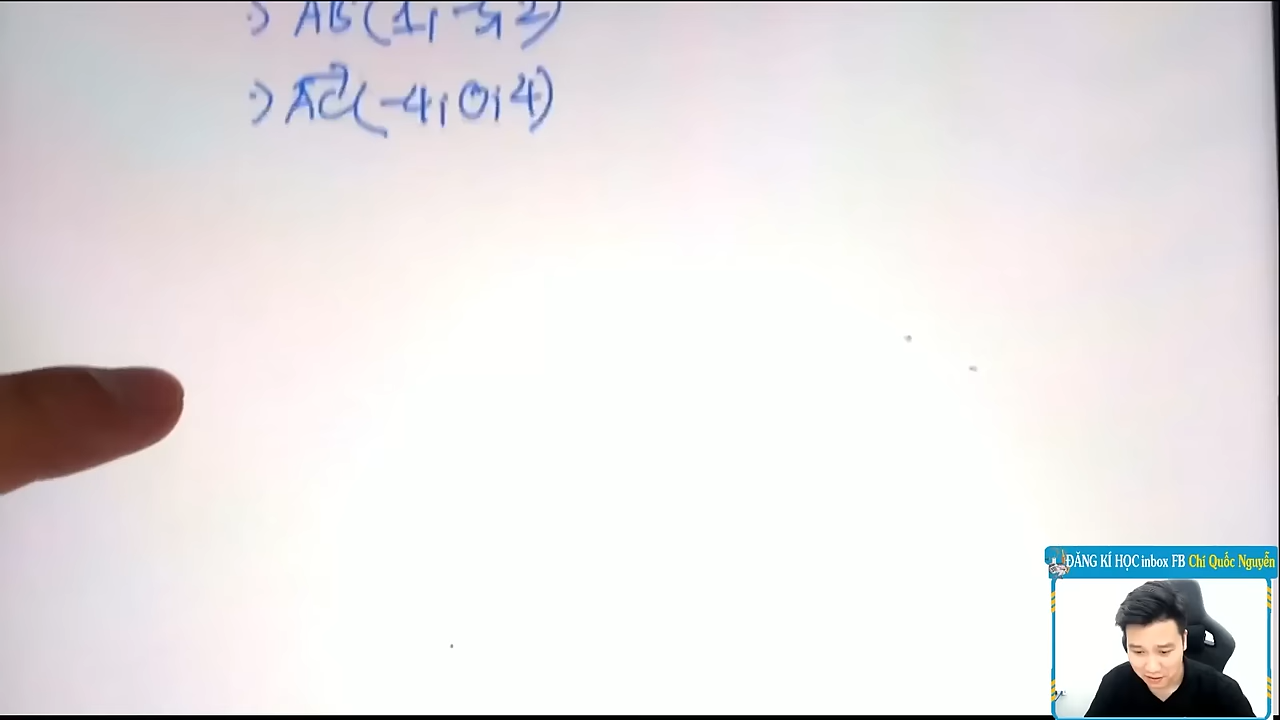 ·) AB(1; -3; 2)
·) AC(-4; 0; 4)
ĐĂNG KÍ HỌC inbox FB Chí Quốc Nguyễn